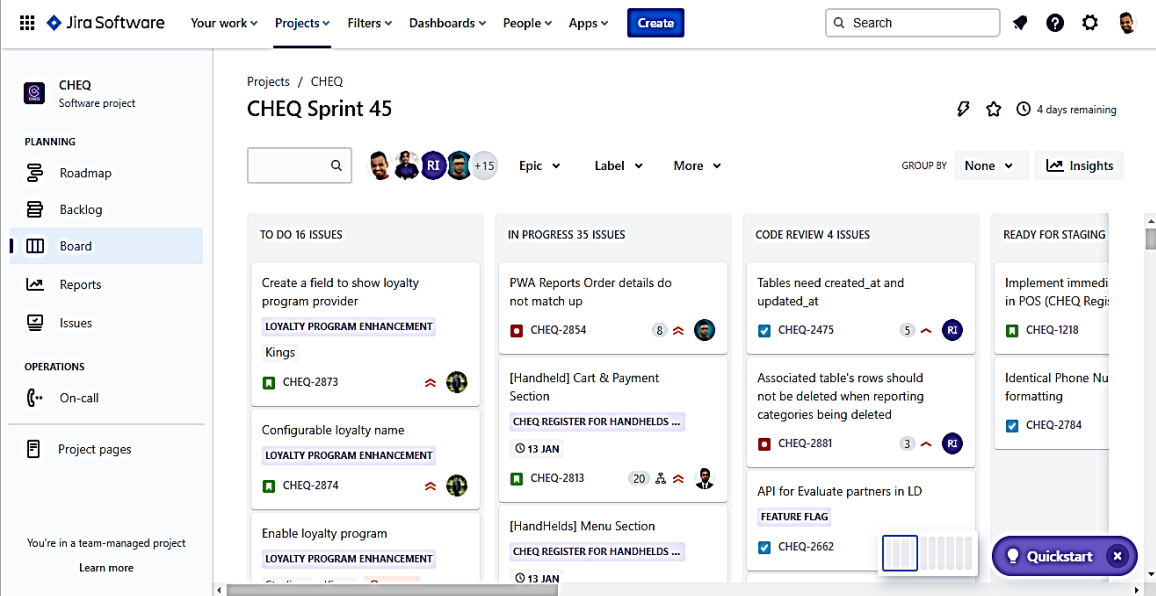 Jira Software
Your work
Projects
Filters
Dashboards
People
Apps
Create
Search
CHEQ
Software project
PLANNING
Roadmap
Backlog
Board
Reports
Issues
OPERATIONS
On-call
Project pages
You're in a team-managed project
Learn more
Projects / CHEQ
CHEQ Sprint 45
4 days remaining
RI
+15
Epic
Label
More
GROUP BY
None
Insights
TO DO 16 ISSUES
Create a field to show loyalty
program provider
LOYALTY PROGRAM ENHANCEMENT
Kings
CHEQ-2873
Configurable loyalty name
LOYALTY PROGRAM ENHANCEMENT
CHEQ-2874
Enable loyalty program
LOYALTY PROGRAM ENHANCEMENT
IN PROGRESS 35 ISSUES
PWA Reports Order details do
not match up
CHEQ-2854
8
[Handheld] Cart & Payment
Section
CHEQ REGISTER FOR HANDHELDS ...
13 JAN
CHEQ-2813
20
[HandHelds] Menu Section
CHEQ REGISTER FOR HANDHELDS ...
13 JAN
CODE REVIEW 4 ISSUES
Tables need created_at and
updated_at
CHEQ-2475
5
RI
Associated table's rows should
not be deleted when reporting
categories being deleted
CHEQ-2881
3
RI
API for Evaluate partners in LD
FEATURE FLAG
CHEQ-2662
READY FOR STAGING
Implement immedi
in POS (CHEQ Regis
CHEQ-1218
Identical Phone Nu
formatting
CHEQ-2784
Quickstart